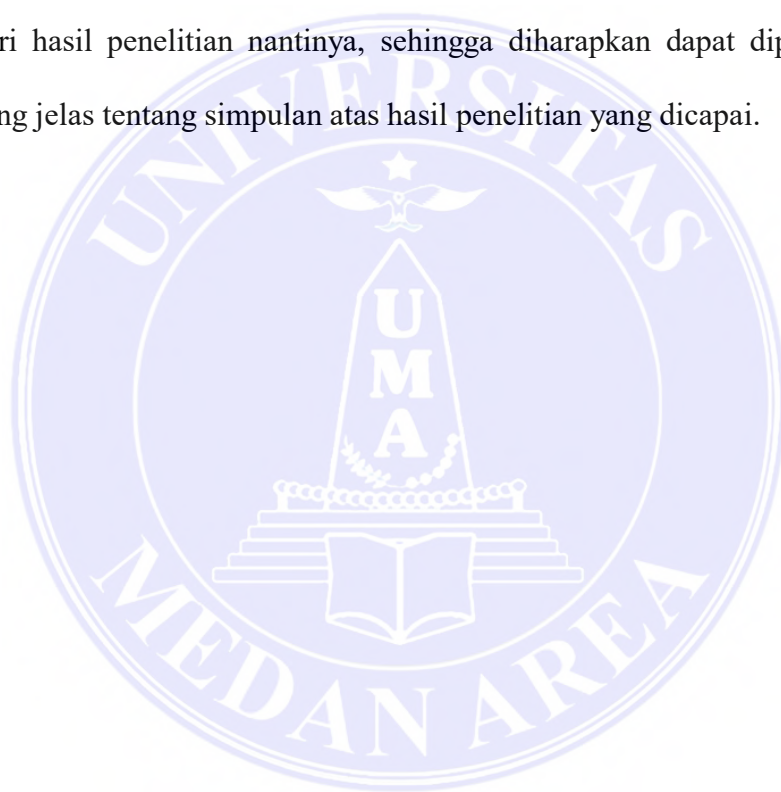 ri hasil penelitian nantinya, sehingga diharapkan dapat dip
ng jelas tentang simpulan atas hasil penelitian yang dicapai.
UNIVERSITAS
UMA
MEDAN AREA